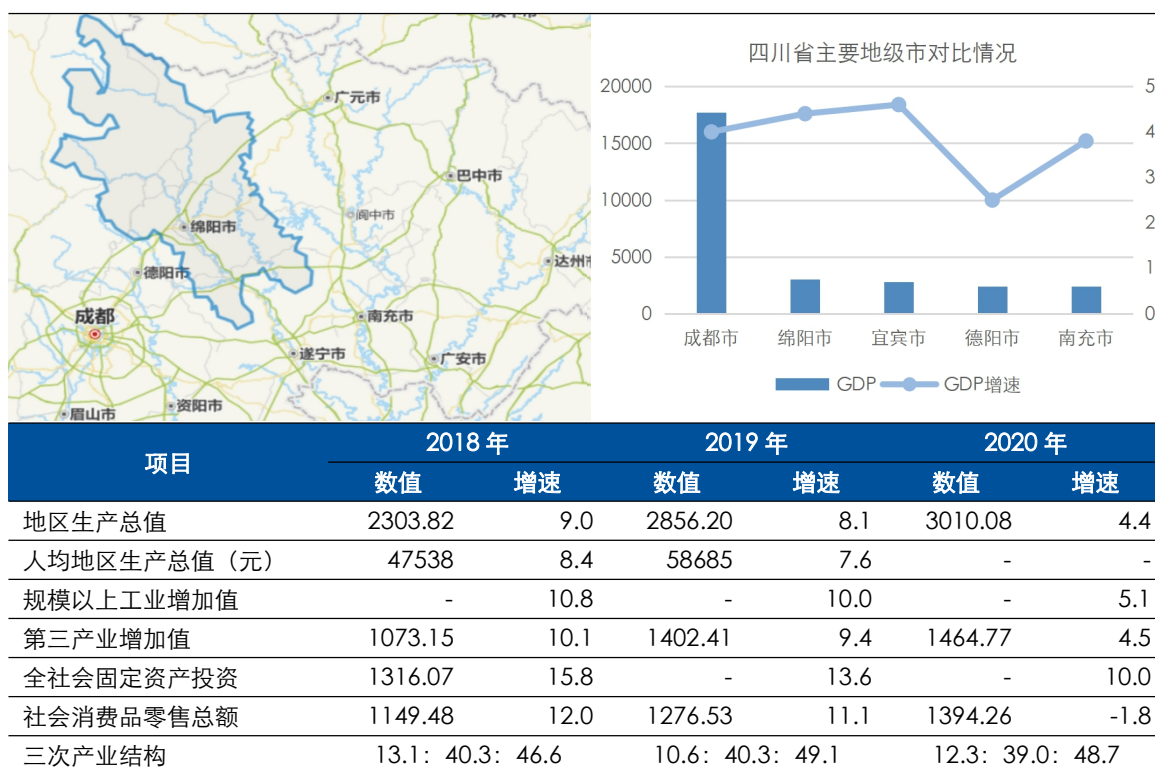 广元市
巴中市
阆中市
绵阳市
达州市
德阳市
成都
南充市
遂宁市
广安市
资阳市
眉山市
四川省主要地级市对比情况
20000
15000
10000
5000
0
5
4
3
2
1
0
成都市 绵阳市 宜宾市 德阳市 南充市
GDP GDP增速
项目 2018 年 2019 年 2020 年
数值 增速 数值 增速 数值 增速
地区生产总值 2303.82 9.0 2856.20 8.1 3010.08 4.4
人均地区生产总值（元） 47538 8.4 58685 7.6 - -
规模以上工业增加值 - 10.8 - 10.0 - 5.1
第三产业增加值 1073.15 10.1 1402.41 9.4 1464.77 4.5
全社会固定资产投资 1316.07 15.8 - 13.6 - 10.0
社会消费品零售总额 1149.48 12.0 1276.53 11.1 1394.26 -1.8
三次产业结构 13.1：40.3：46.6 10.6：40.3：49.1 12.3：39.0：48.7